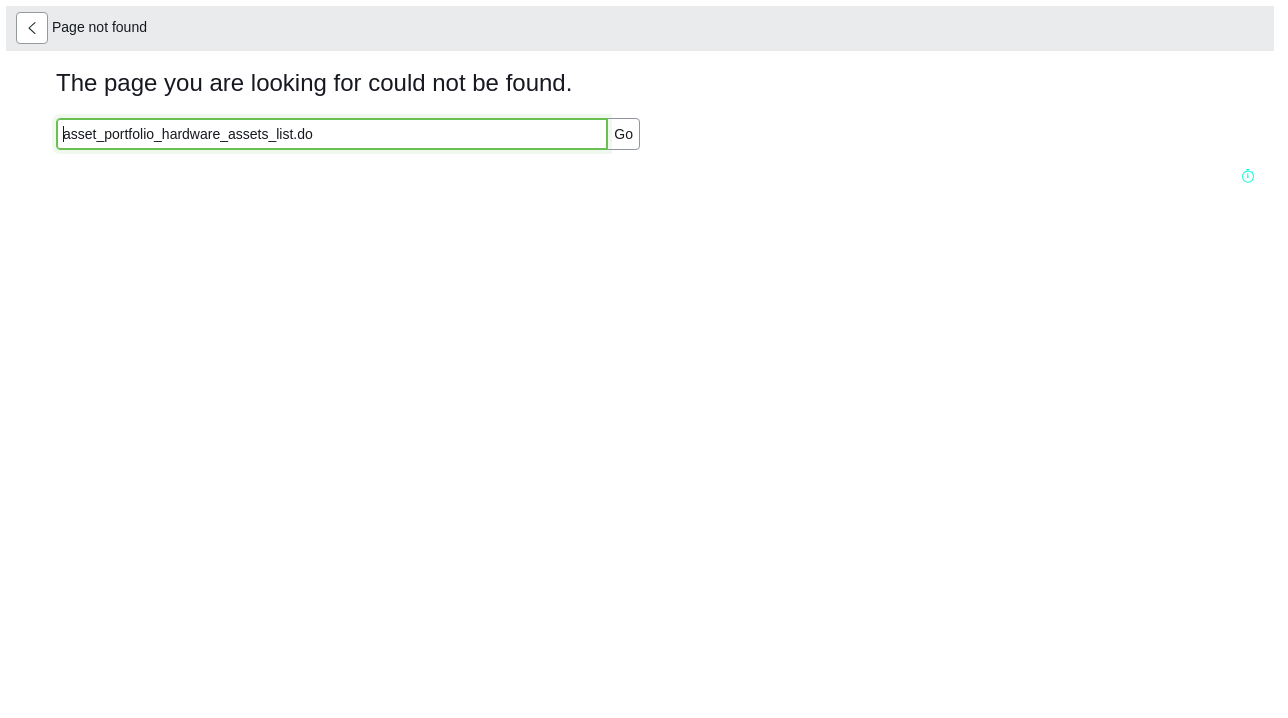 Page not found
The page you are looking for could not be found.
asset_portfolio_hardware_assets_list.do Go